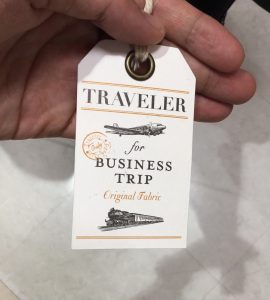 TRAVELER
for
BUSINESS
TRIP
Original Fabric